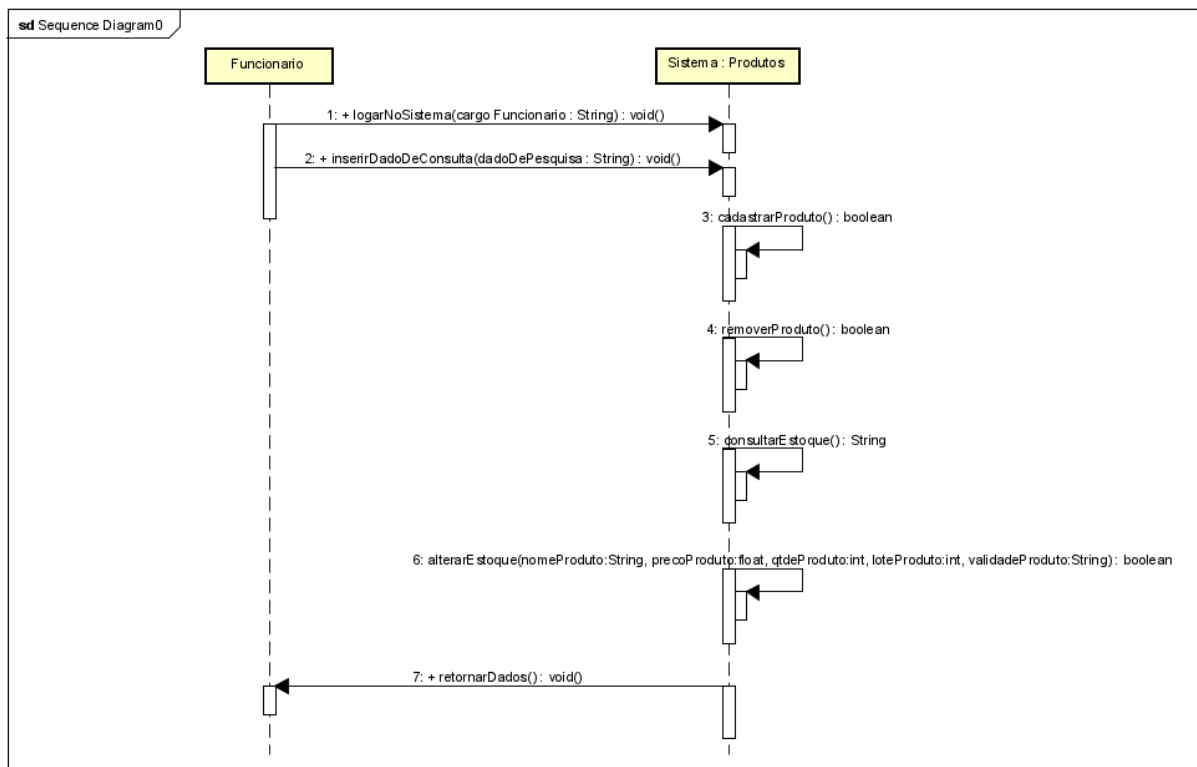 sd Sequence Diagram0
Funcionario
Sistema : Produtos
1: + logarNoSistema(cargo Funcionario : String) : void()
2: + inserirDadoDeConsulta(dadoDePesquisa : String) : void()
3: cadastrarProduto() : boolean
4: removerProduto() : boolean
5: consultarEstoque() : String
6: alterarEstoque(nomeProduto:String, precoProduto:float, qtdeProduto:int, loteProduto:int, validadeProduto:String) : boolean
7: + retornarDados() : void()